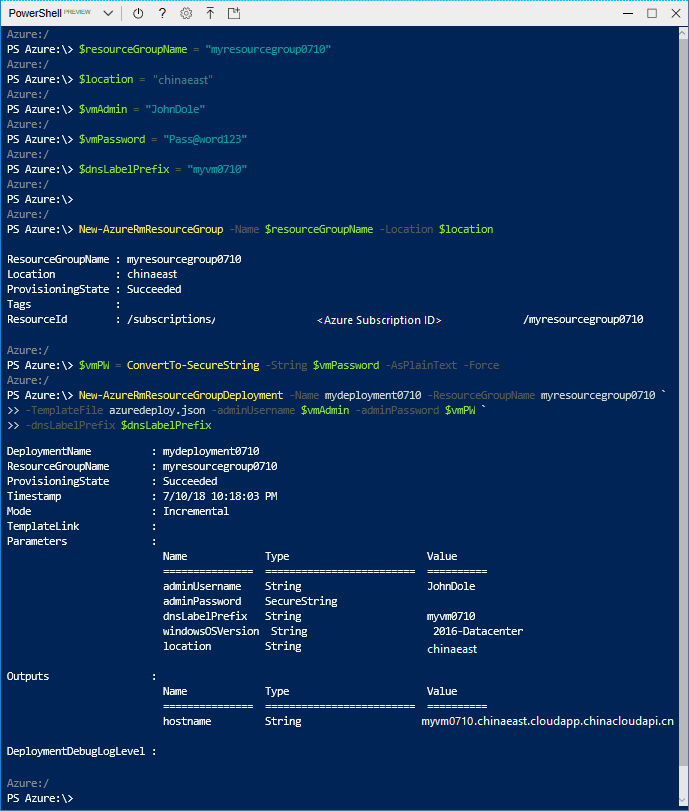 PowerShell PREVIEW
Azure:/
PS Azure:\> $resourceGroupName = "myresourcegroup0710"
Azure:/
PS Azure:\> $location = "chinaeast"
Azure:/
PS Azure:\> $vmAdmin = "JohnDole"
Azure:/
PS Azure:\> $vmPassword = "Pass@word123"
Azure:/
PS Azure:\> $dnsLabelPrefix = "myvm0710"
Azure:/
PS Azure:\>
Azure:/
PS Azure:\> New-AzureRmResourceGroup -Name $resourceGroupName -Location $location
ResourceGroupName : myresourcegroup0710
Location : chinaeast
ProvisioningState : Succeeded
Tags :
ResourceId : /subscriptions/ <Azure Subscription ID> /myresourcegroup0710
Azure:/
PS Azure:\> $vmPW = ConvertTo-SecureString -String $vmPassword -AsPlainText -Force
Azure:/
PS Azure:\> New-AzureRmResourceGroupDeployment -Name mydeployment0710 -ResourceGroupName myresourcegroup0710 `
>> -TemplateFile azuredeploy.json -adminUsername $vmAdmin -adminPassword $vmPW `
>> -dnsLabelPrefix $dnsLabelPrefix
DeploymentName : mydeployment0710
ResourceGroupName : myresourcegroup0710
ProvisioningState : Succeeded
Timestamp : 7/10/18 10:18:03 PM
Mode : Incremental
TemplateLink :
Parameters :
Name Type Value
=============== ========================= ==========
adminUsername String JohnDole
adminPassword SecureString
dnsLabelPrefix String myvm0710
windowsOSVersion String 2016-Datacenter
location String chinaeast
Outputs :
Name Type Value
=============== ========================= ==========
hostname String myvm0710.chinaeast.cloudapp.chinacloudapi.cn
DeploymentDebugLogLevel :
Azure:/
PS Azure:\>